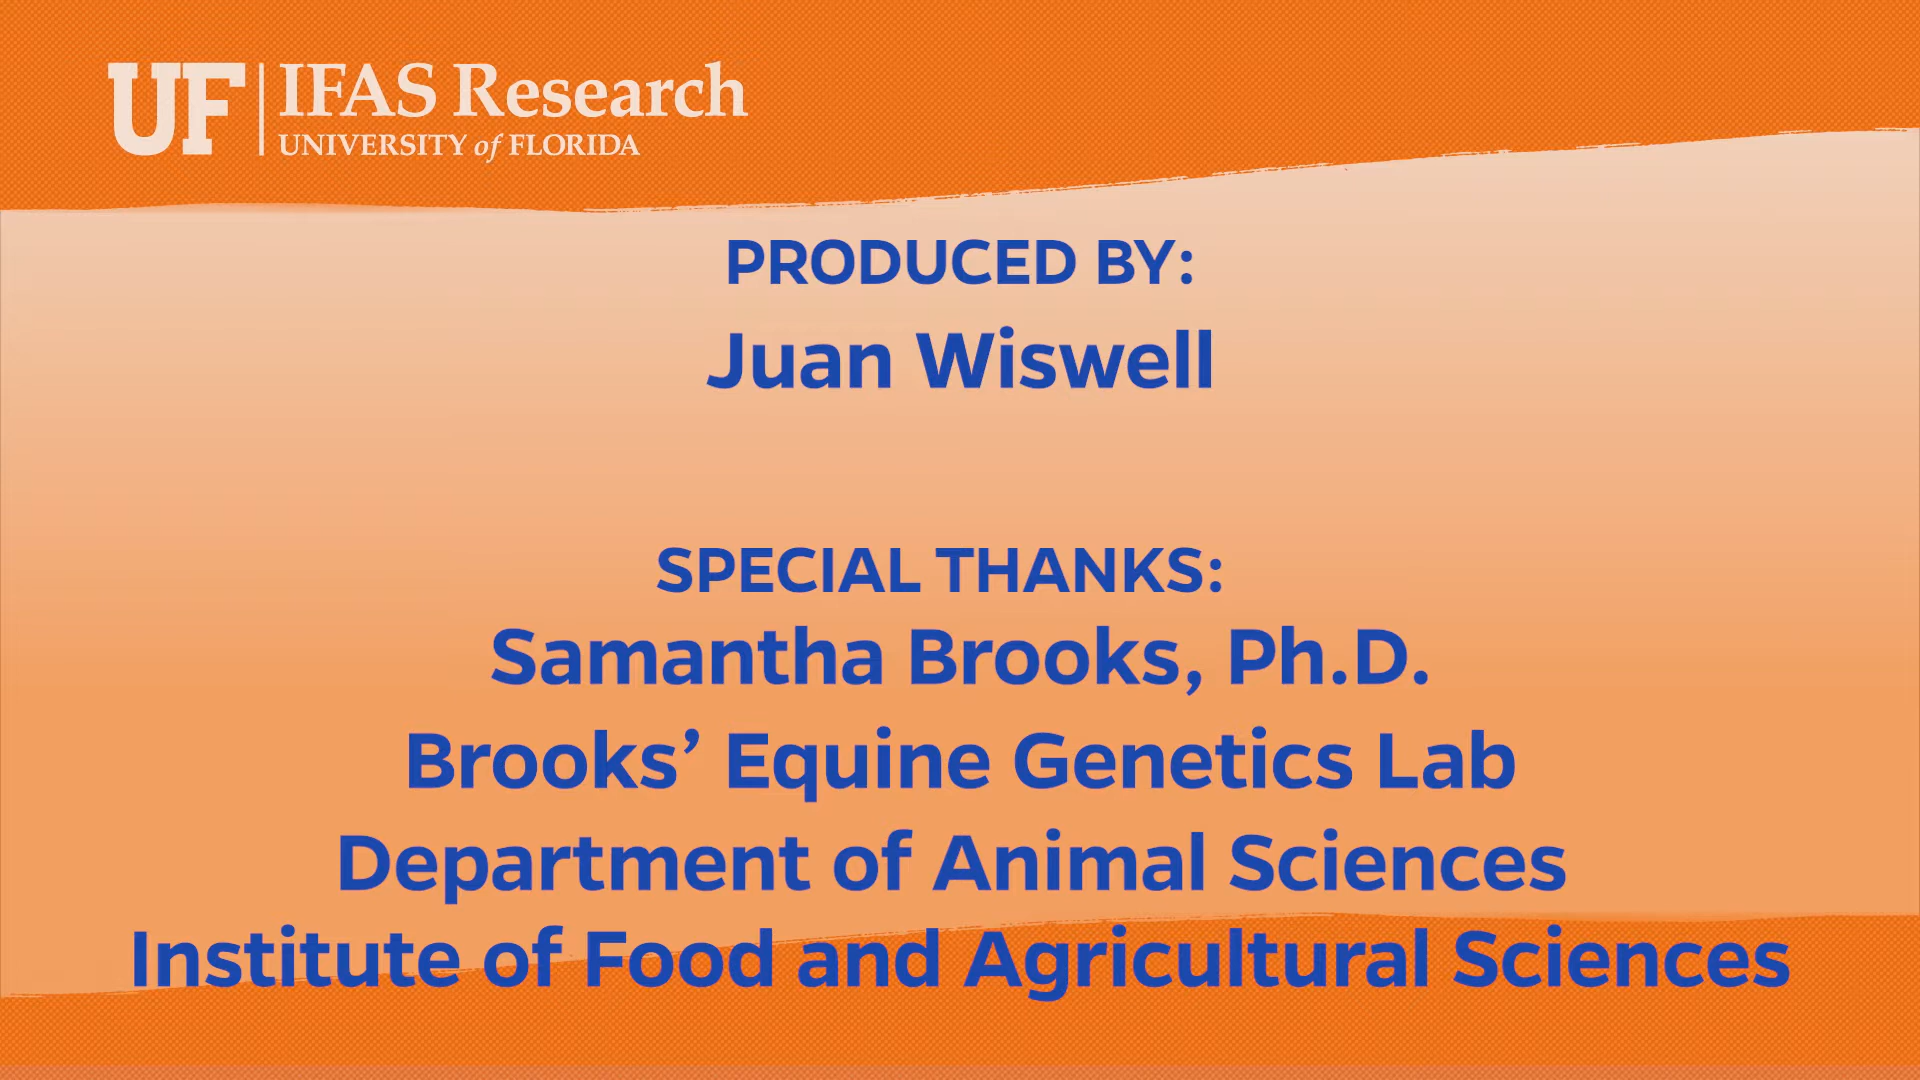 UF | IFAS Research
UNIVERSITY of FLORIDA
PRODUCED BY:
Juan Wiswell
SPECIAL THANKS:
Samantha Brooks, Ph.D.
Brooks’ Equine Genetics Lab
Department of Animal Sciences
Institute of Food and Agricultural Sciences